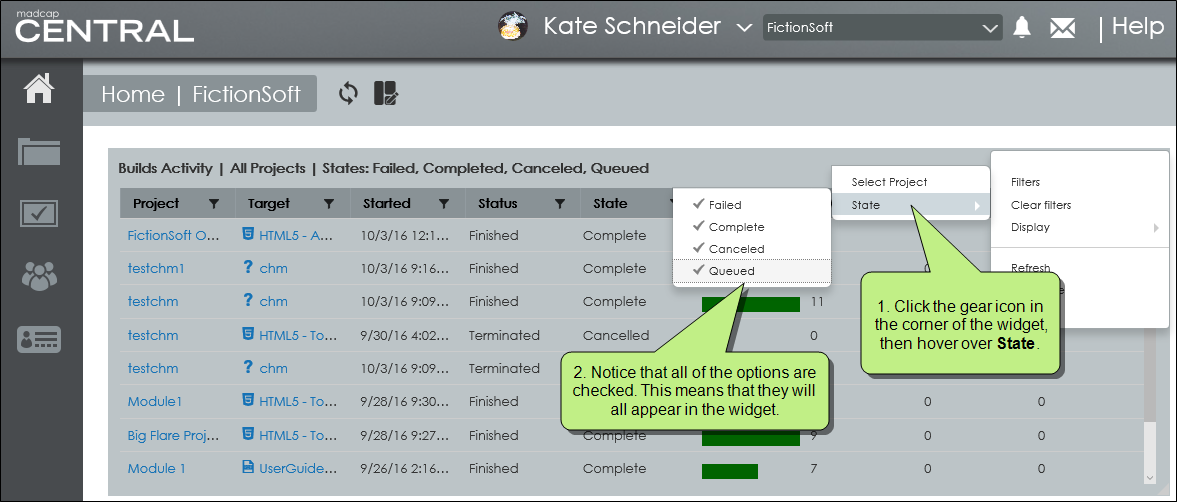 madcap
CENTRAL
Kate Schneider
FictionSoft
Help
Home | FictionSoft
Builds Activity | All Projects | States: Failed, Completed, Canceled, Queued
Project Target Started Status State
FictionSoft O... HTML5 - A... 10/3/16 12:1... Finished Complete
testchm1 ? chm 10/3/16 9:16... Finished Complete 0
testchm ? chm 10/3/16 9:09... Finished Complete 11
testchm HTML5 - To... 9/30/16 4:02... Terminated Cancelled 0
testchm ? chm 10/3/16 9:09... Terminated
Module1 HTML5 - To... 9/28/16 9:30... Finished 0 0
Big Flare Proj... HTML5 - To... 9/28/16 9:27... Finished Complete 9 0 0
Module 1 UserGuide... 9/26/16 2:16... Finished Complete 7 0 0
Failed
Complete
Canceled
Queued
Select Project
State
Filters
Clear filters
Display
Refresh
1. Click the gear icon in
the corner of the widget,
then hover over State.
2. Notice that all of the options are
checked. This means that they will
all appear in the widget.